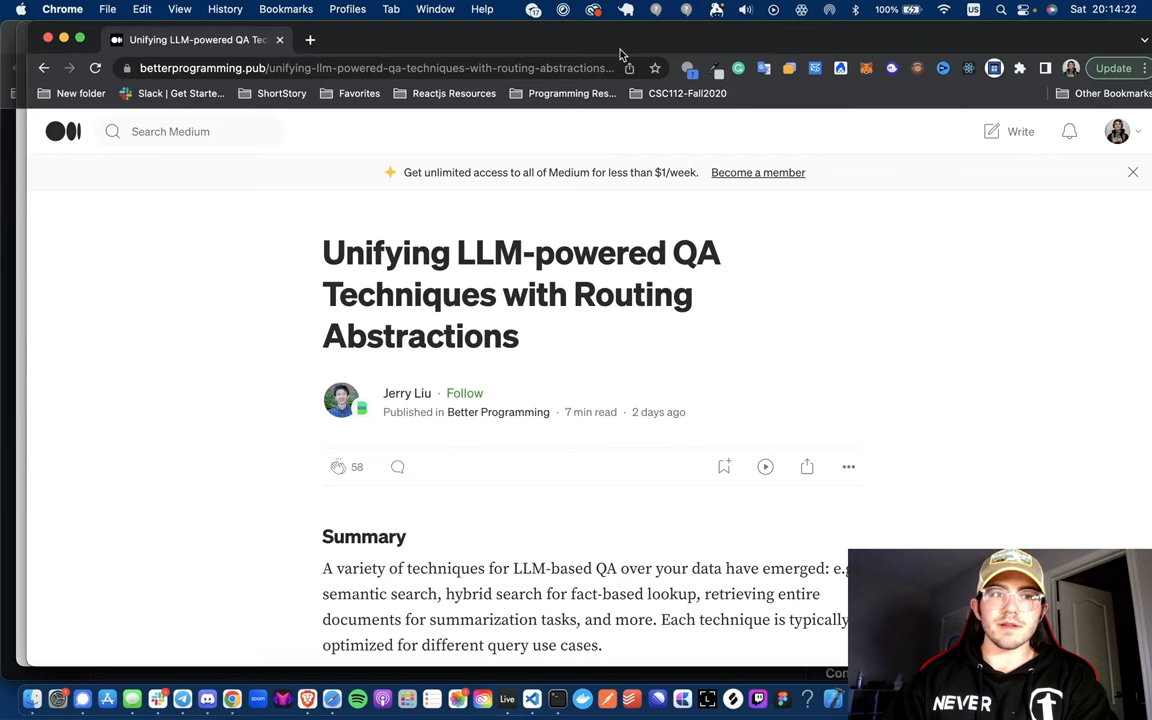 Chrome File Edit View History Bookmarks Profiles Tab Window Help 17 100% US Sat 20:14:22
Unifying LLM-powered QA Tec
betterprogramming.pub/unifying-llm-powered-qa-techniques-with-routing-abstractions... Update
New folder Slack | Get Starte... ShortStory Favorites Reactjs Resources Programming Res... CSC112-Fall2020 Other Bookmarks
Search Medium Write
Get unlimited access to all of Medium for less than $1/week. Become a member
Unifying LLM-powered QA
Techniques with Routing
Abstractions
Jerry Liu · Follow
Published in Better Programming · 7 min read · 2 days ago
58
Summary
A variety of techniques for LLM-based QA over your data have emerged: e.g
semantic search, hybrid search for fact-based lookup, retrieving entire
documents for summarization tasks, and more. Each technique is typically
optimized for different query use cases.
Con
NEVER
zoom Live